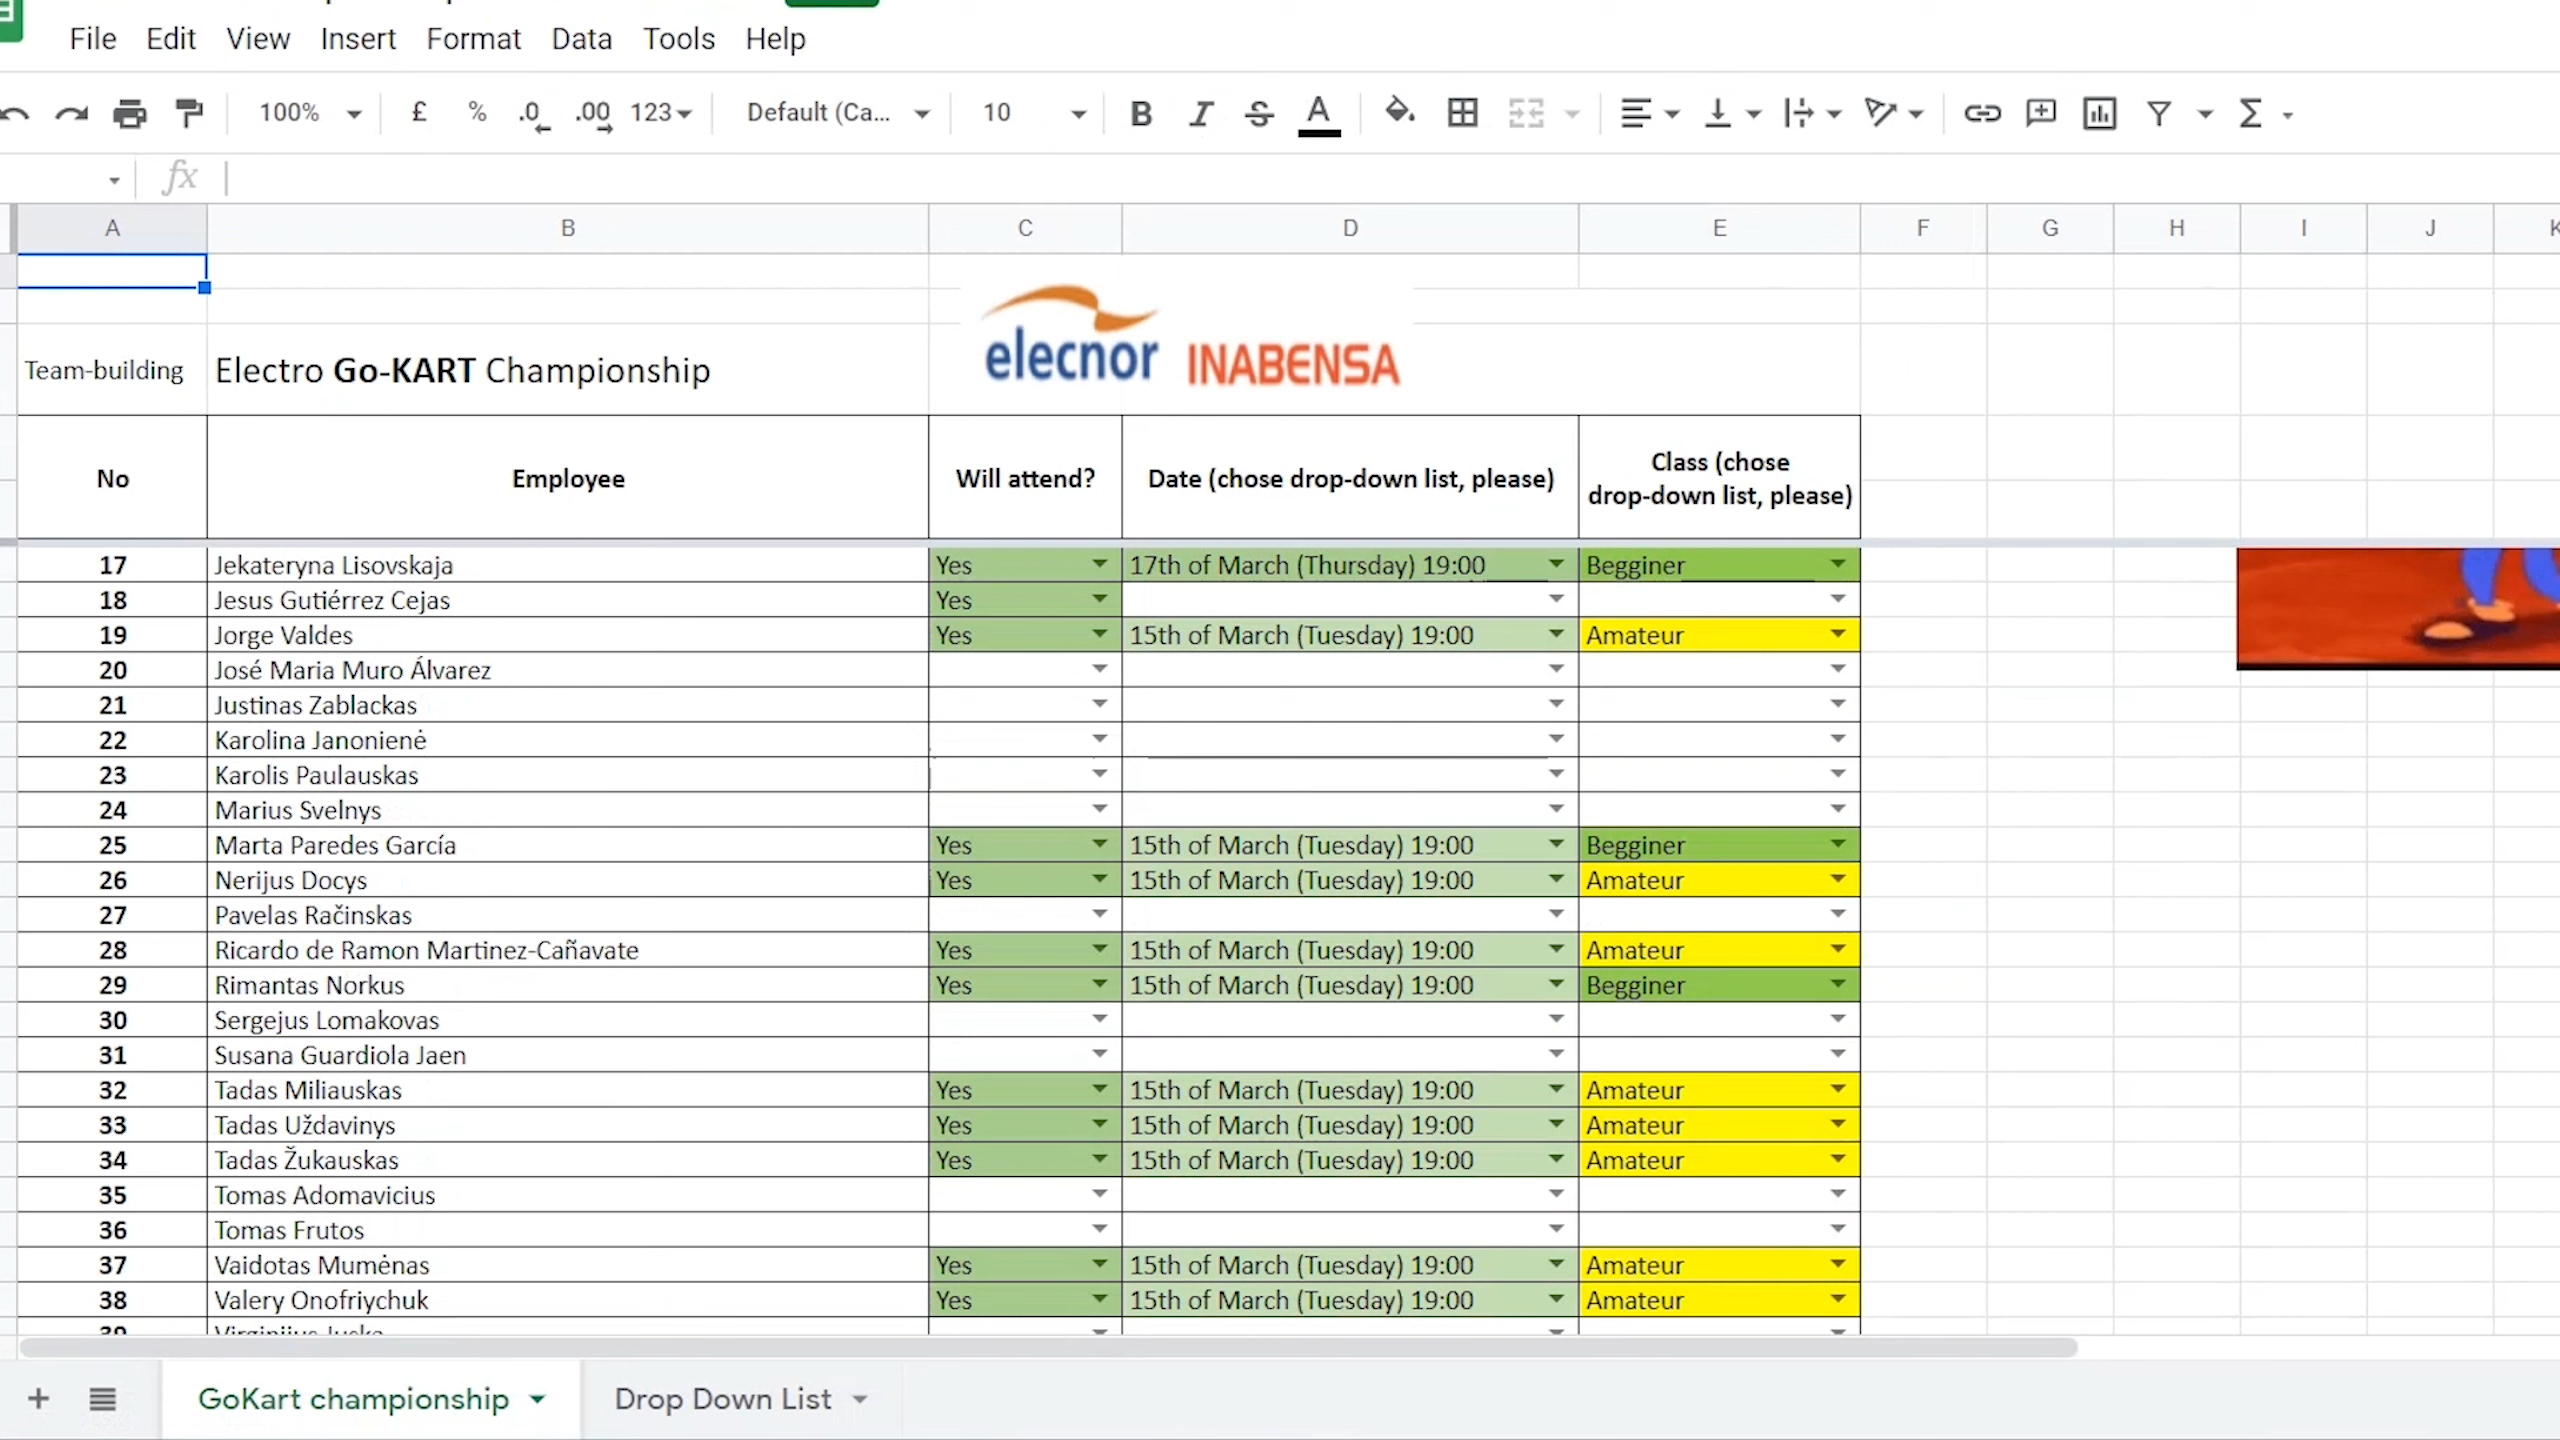 File Edit View Insert Format Data Tools Help
100% £ % .0 .00 123 Default (Ca... 10 B I S A Σ
fx
A B C D E F G H I J
Team-building Electro Go-KART Championship elecnor INABENSA
No Employee Will attend? Date (chose drop-down list, please) Class (chose drop-down list, please)
17 Jekateryna Lisovskaja Yes 17th of March (Thursday) 19:00 Begginer
18 Jesus Gutiérrez Cejas Yes
19 Jorge Valdes Yes 15th of March (Tuesday) 19:00 Amateur
20 José Maria Muro Álvarez
21 Justinas Zablackas
22 Karolina Janonienė
23 Karolis Paulauskas
24 Marius Svelnys
25 Marta Paredes García Yes 15th of March (Tuesday) 19:00 Begginer
26 Nerijus Docys Yes 15th of March (Tuesday) 19:00 Amateur
27 Pavelas Račinskas
28 Ricardo de Ramon Martinez-Cañavate Yes 15th of March (Tuesday) 19:00 Amateur
29 Rimantas Norkus Yes 15th of March (Tuesday) 19:00 Begginer
30 Sergejus Lomakovas
31 Susana Guardiola Jaen
32 Tadas Miliauskas Yes 15th of March (Tuesday) 19:00 Amateur
33 Tadas Uždavinys Yes 15th of March (Tuesday) 19:00 Amateur
34 Tadas Žukauskas Yes 15th of March (Tuesday) 19:00 Amateur
35 Tomas Adomavicius
36 Tomas Frutos
37 Vaidotas Mumėnas Yes 15th of March (Tuesday) 19:00 Amateur
38 Valery Onofriychuk Yes 15th of March (Tuesday) 19:00 Amateur
GoKart championship Drop Down List